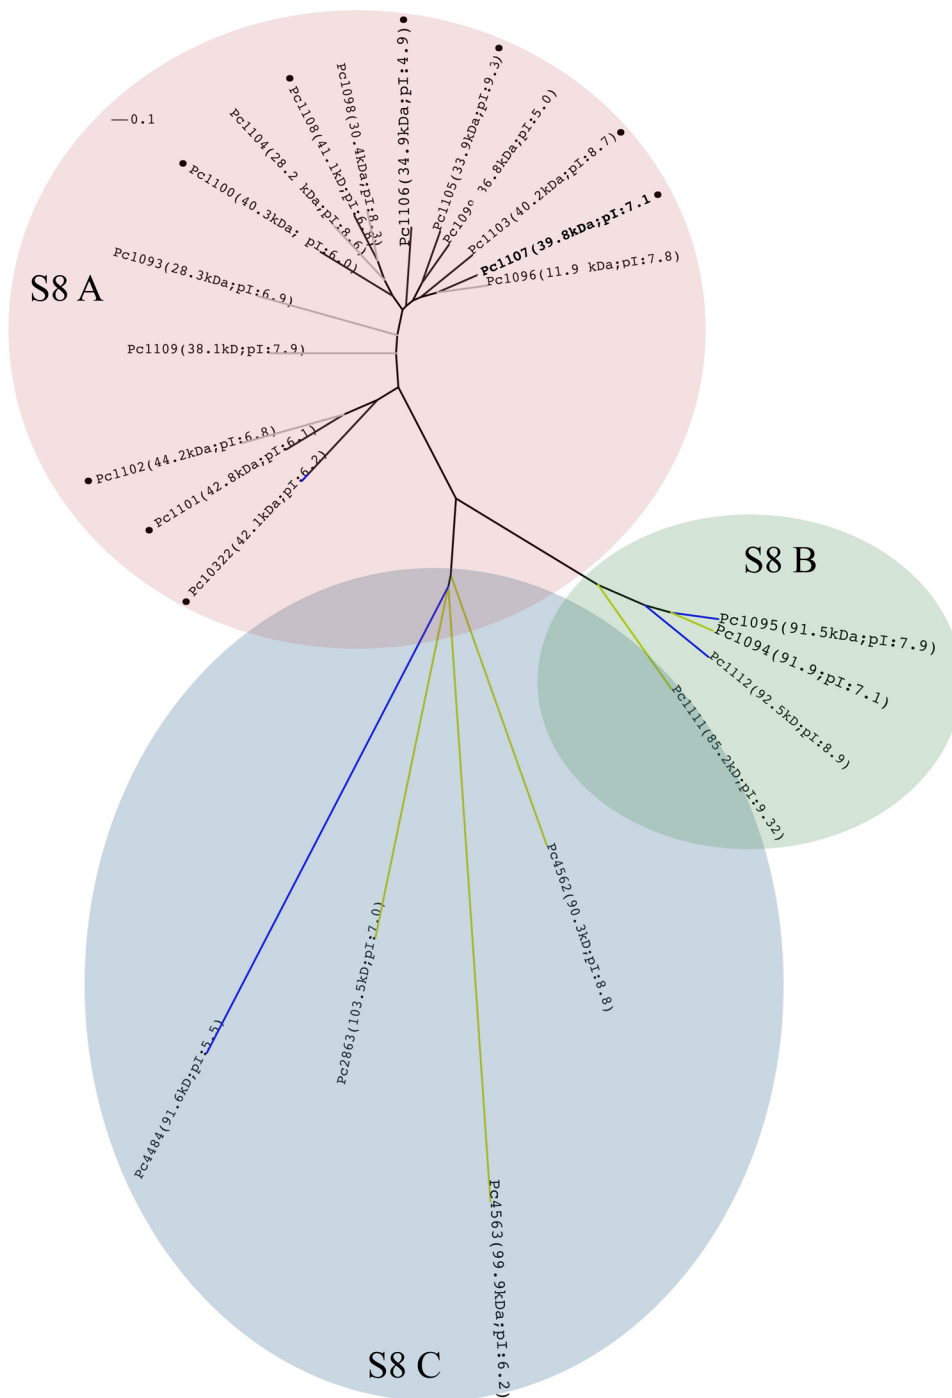 Pc1106(34.9kDa;pI:4.9)
Pc1105(33.9kDa;pI:9.3)
Pc1098(30.4kDa;pI:8.3)
Pc1108(41.1kD;pI:6.8)
36.8kDa;pI:5.0)
Pc1104(28.2 kDa;pI:8.6)
0.1
Pc1103(40.2kDa;pI:8.7)
Pc1100(40.3kDa; pI:6.0)
Pc1107(39.8kDa;pI:7.1
Pc1093(28.3kDa;pI:6.9)
Pc1096(11.9 kDa;pI:7.8)
S8 A
Pc1109(38.1kD;pI:7.9)
Pc1102(44.2kDa;pI:6.8)
Pc1101(42.8kDa;pI:6.1)
Pc10322(42.1kDa;pI:6.2)
S8 B
Pc1095(91.5kDa;pI:7.9)
Pc1094(91.9;pI:7.1)
Pc1112(92.5kD;pI:8.9)
Pc1111(85.2kD;pI:9.32)
Pc4562(90.3kD;pI:8.8)
Pc2863(103.5kD;pI:7.0)
Pc4484(91.6kD;pI:5.5)
Pc4563(99.9kDa;pI:6.2)
S8 C